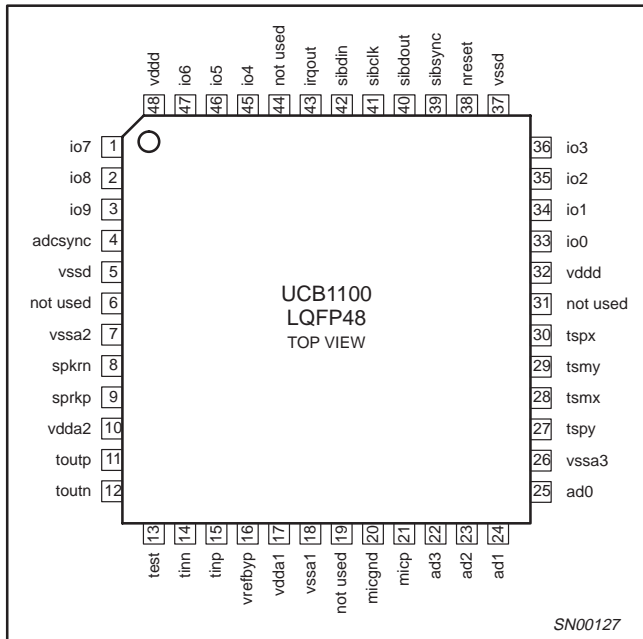 vddd io6 io5 io4 not used irqout sibdin sibclk sibdout sibsync nreset vssd
48 47 46 45 44 43 42 41 40 39 38 37
io7 1
io8 2
io9 3
adcsync 4
vssd 5
not used 6
vssa2 7
spkrn 8
sprkp 9
vdda2 10
toutp 11
toutn 12
UCB1100
LQFP48
TOP VIEW
36 io3
35 io2
34 io1
33 io0
32 vddd
31 not used
30 tspx
29 tsmy
28 tsmx
27 tspy
26 vssa3
25 ad0
13 14 15 16 17 18 19 20 21 22 23 24
test tinn tinp vrefbyp vdda1 vssa1 not used micgnd micp ad3 ad2 ad1
SN00127